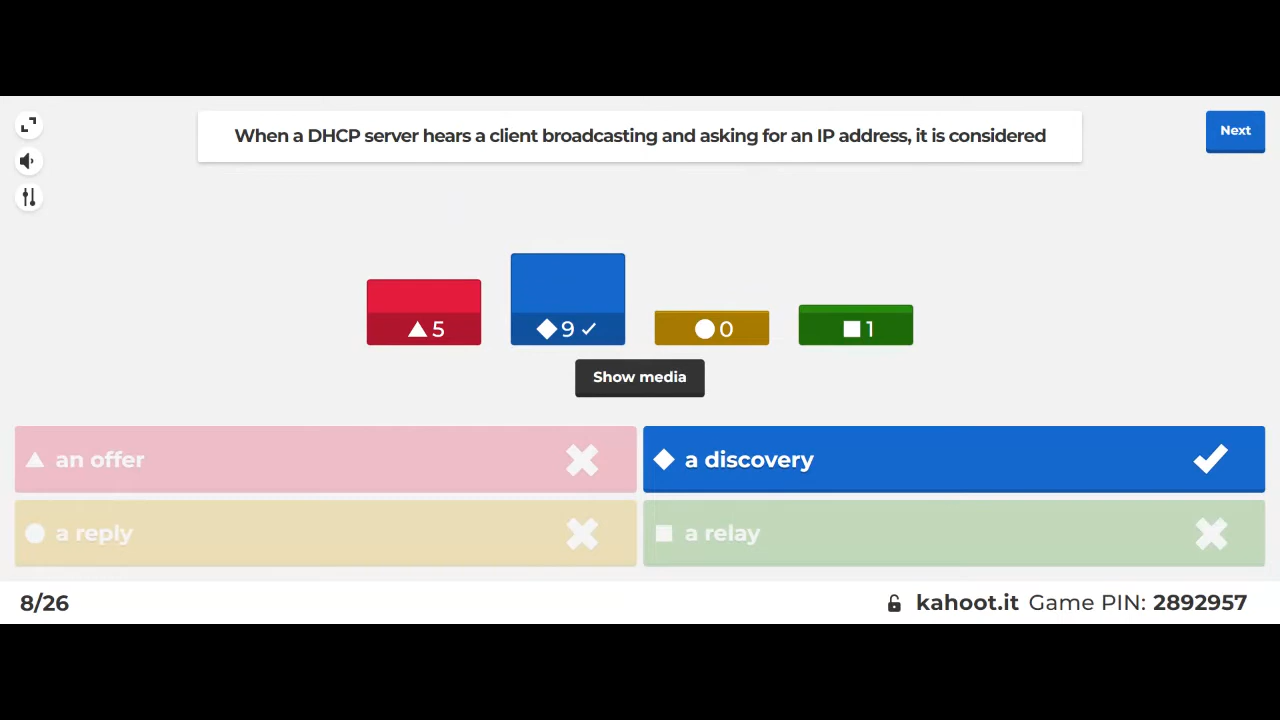 When a DHCP server hears a client broadcasting and asking for an IP address, it is considered
Next
5
9
0
1
Show media
an offer
a discovery
a reply
a relay
8/26
kahoot.it Game PIN: 2892957